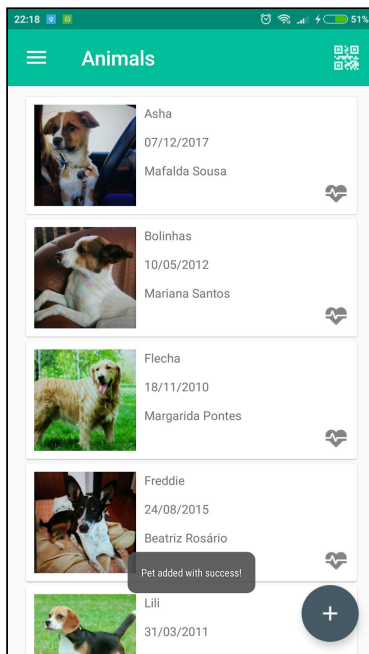 22:18
51%
Animals
Asha
07/12/2017
Mafalda Sousa
Bolinhas
10/05/2012
Mariana Santos
Flecha
18/11/2010
Margarida Pontes
Freddie
24/08/2015
Beatriz Rosário
Pet added with success!
Lili
31/03/2011
+